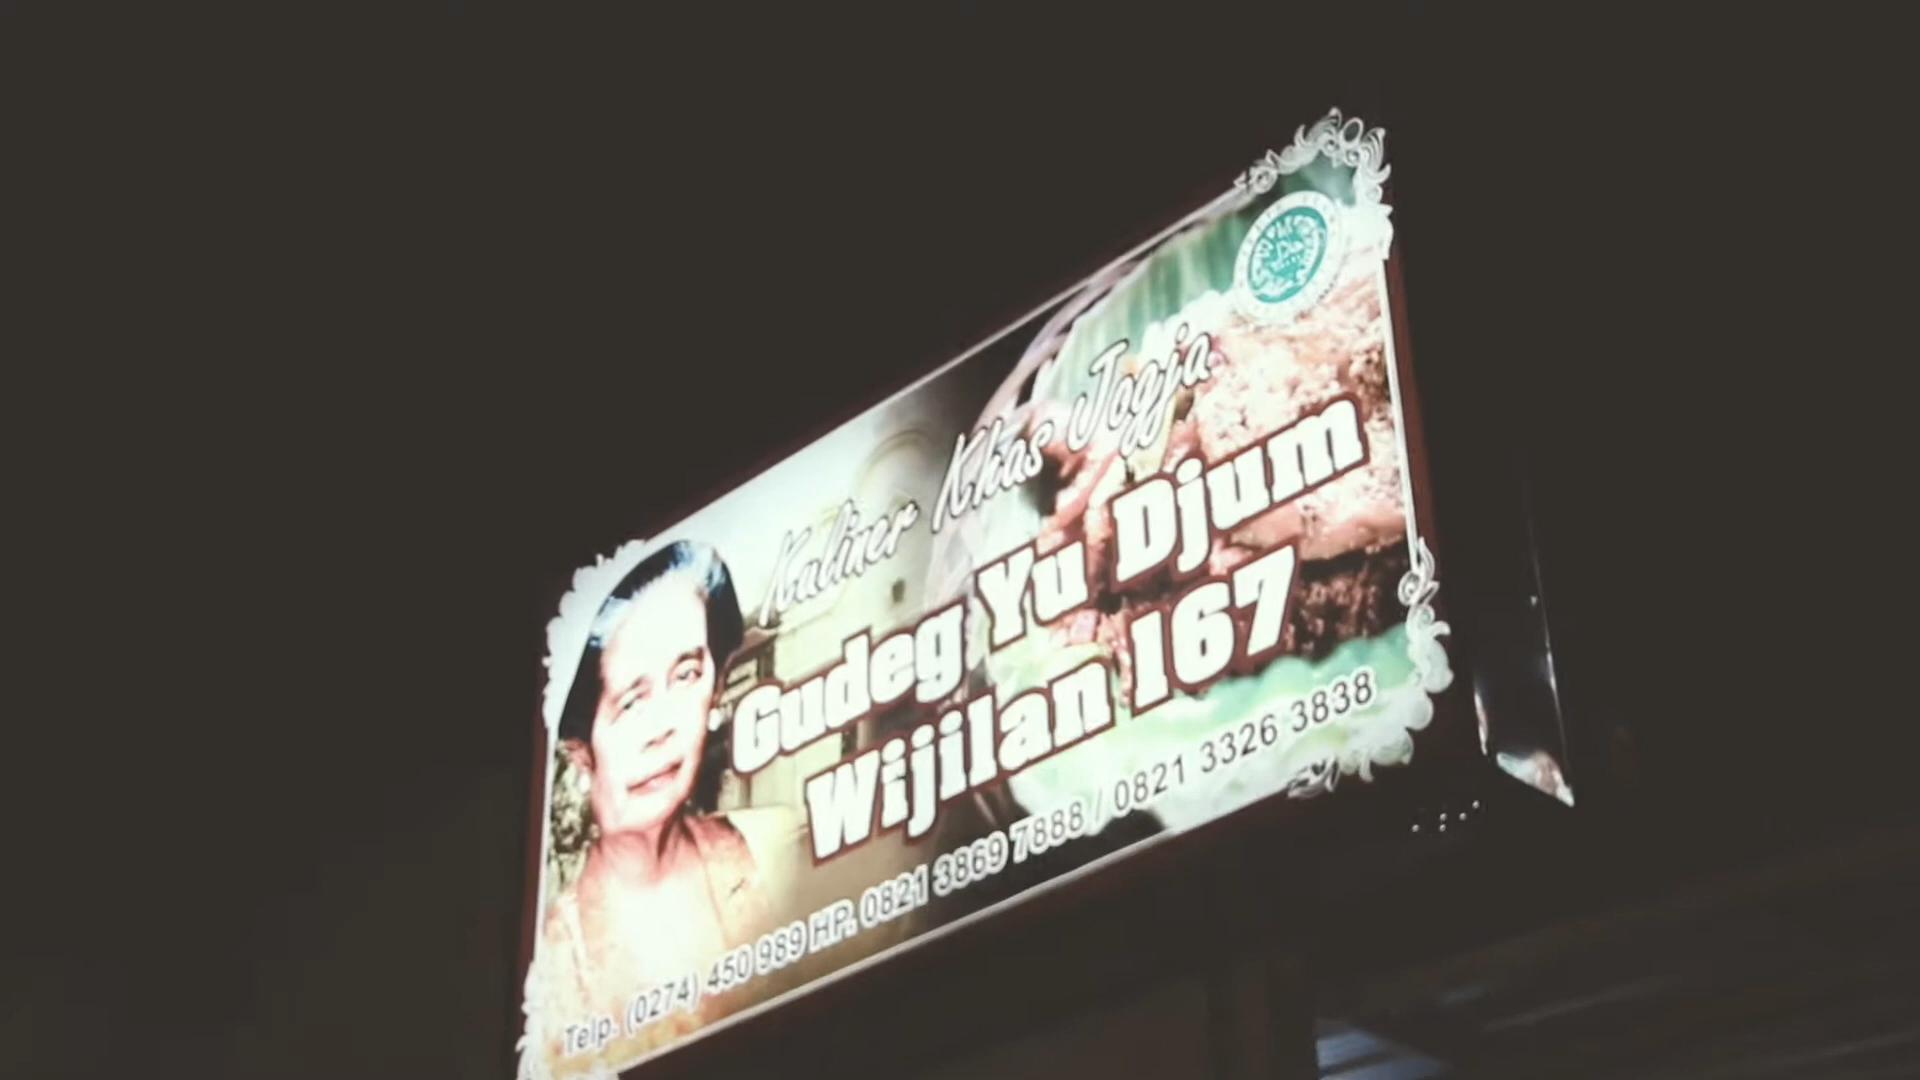 Kuliner Khas Jogja
Gudeg Yu Djum
Wijilan 167
Telp. (0274) 450 989 HP. 0821 3869 7888 / 0821 3326 3838